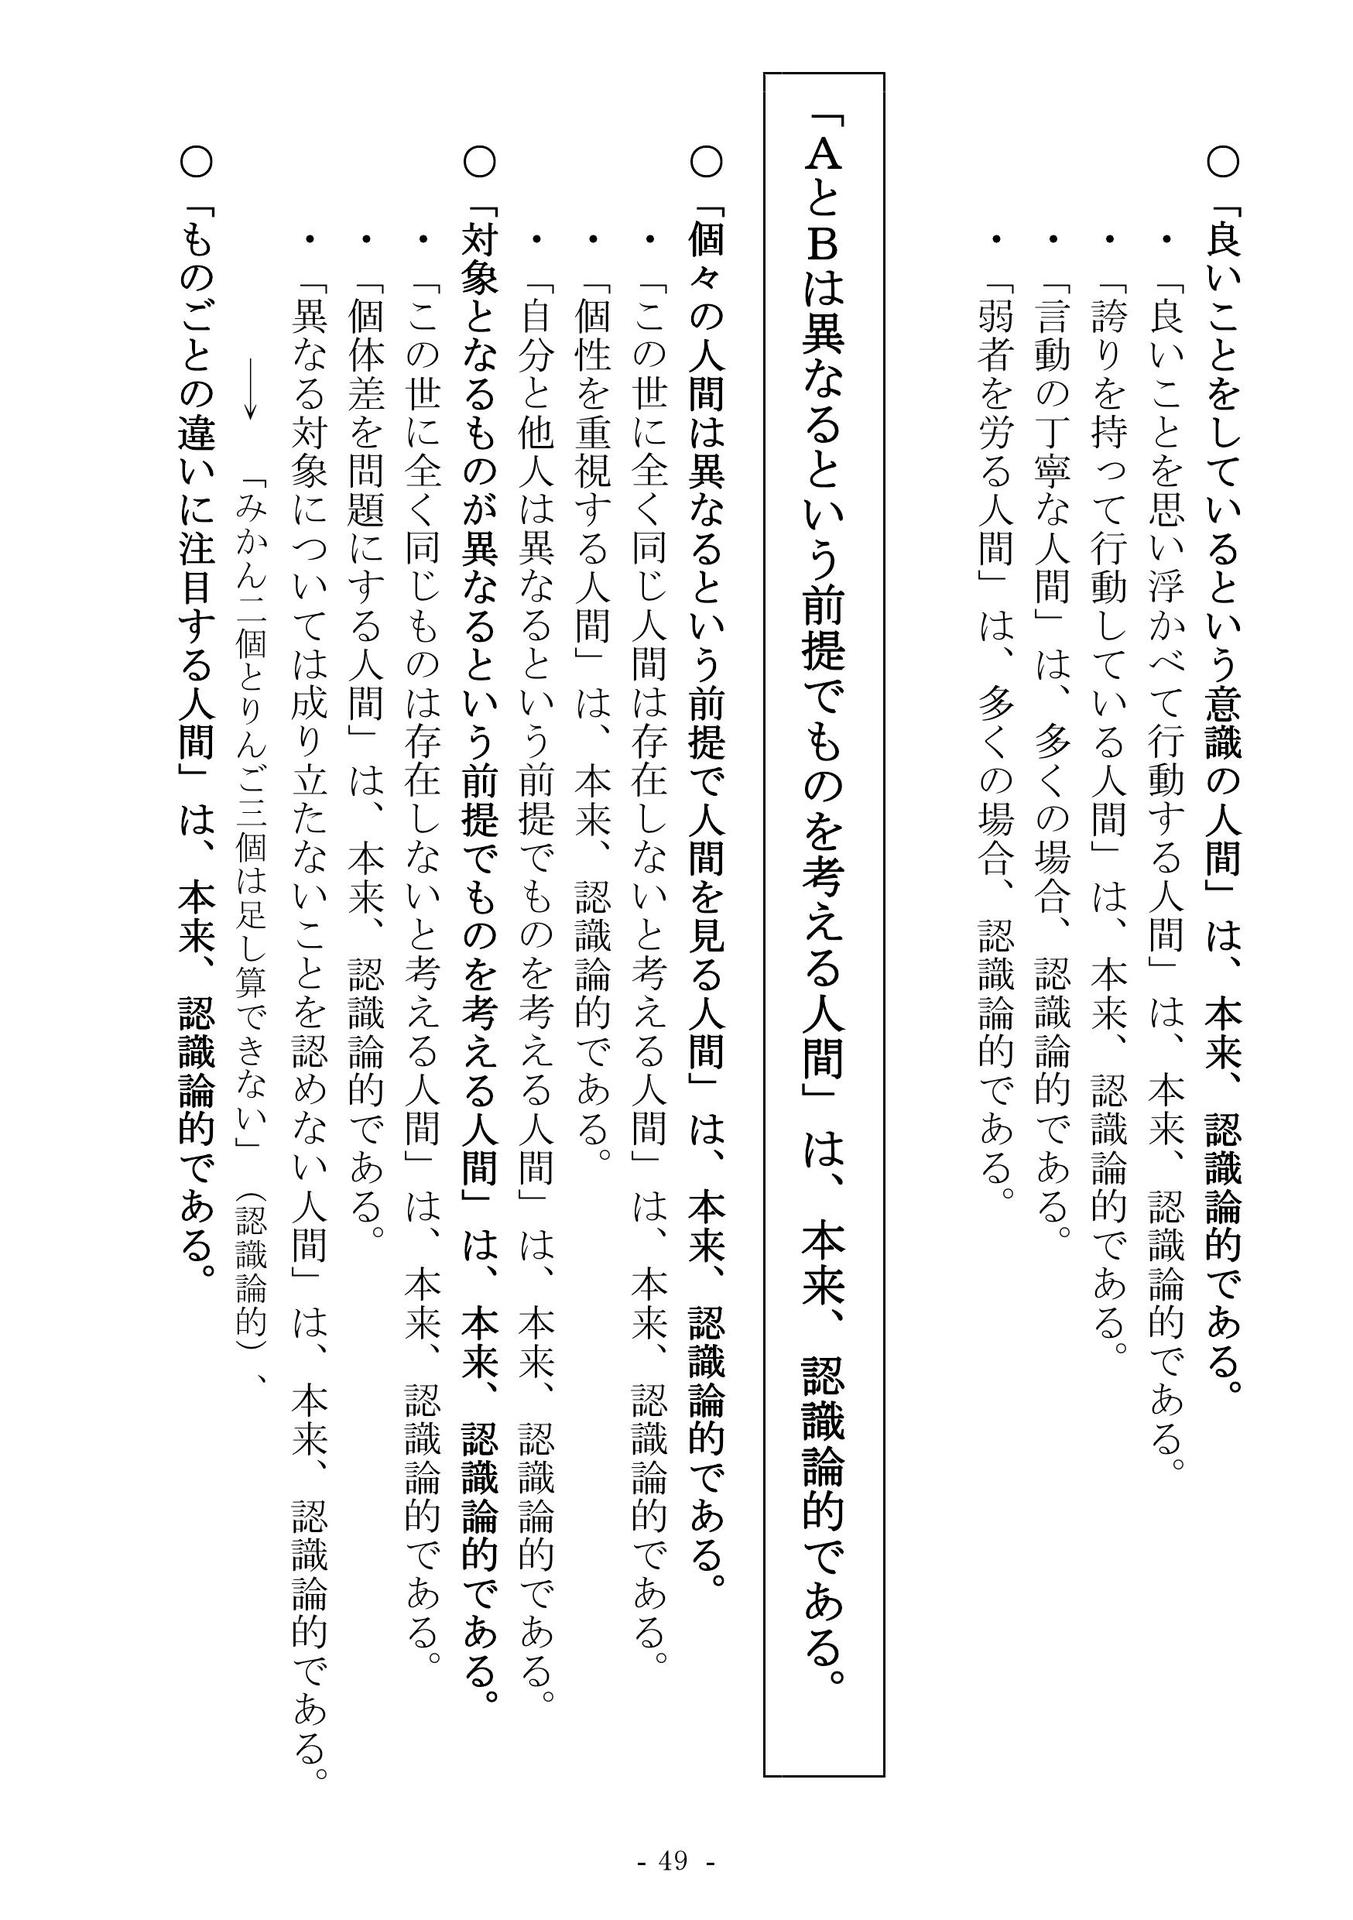 ○「良いことをしているという意識の人間」は、本来、認識論的である。
・「良いことを思い浮かべて行動する人間」は、本来、認識論的である。
・「誇りを持って行動している人間」は、本来、認識論的である。
・「言動の丁寧な人間」は、多くの場合、認識論的である。
・「弱者を労る人間」は、多くの場合、認識論的である。
「AとBは異なるという前提でものを考える人間」は、本来、認識論的である。
○「個々の人間は異なるという前提で人間を見る人間」は、本来、認識論的である。
・「この世に全く同じ人間は存在しないと考える人間」は、本来、認識論的である。
・「個性を重視する人間」は、本来、認識論的である。
・「自分と他人は異なるという前提でものを考える人間」は、本来、認識論的である。
○「対象となるものが異なるという前提でものを考える人間」は、本来、認識論的である。
・「この世に全く同じものは存在しないと考える人間」は、本来、認識論的である。
・「個体差を問題にする人間」は、本来、認識論的である。
・「異なる対象については成り立たないことを認めない人間」は、本来、認識論的である。
→「みかん二個とりんご三個は足し算できない」（認識論的）、
○「ものごとの違いに注目する人間」は、本来、認識論的である。
- 49 -